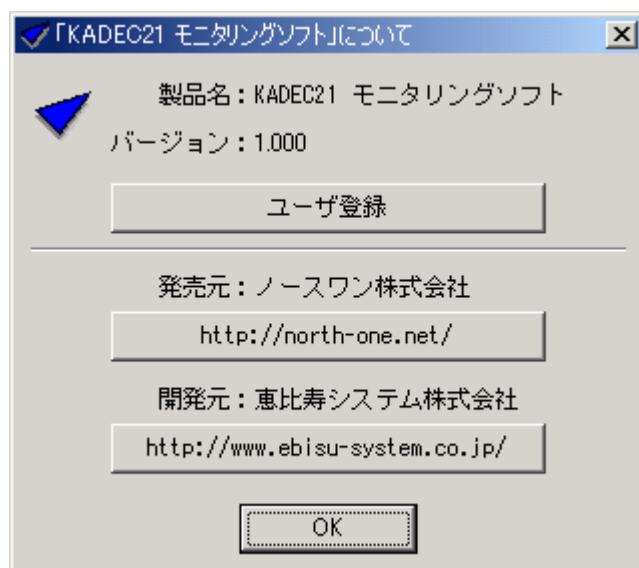 「KADEC21 モニタリングソフト」について
製品名：KADEC21 モニタリングソフト
バージョン：1.000
ユーザ登録
発売元：ノースワン株式会社
http://north-one.net/
開発元：恵比寿システム株式会社
http://www.ebisu-system.co.jp/
OK